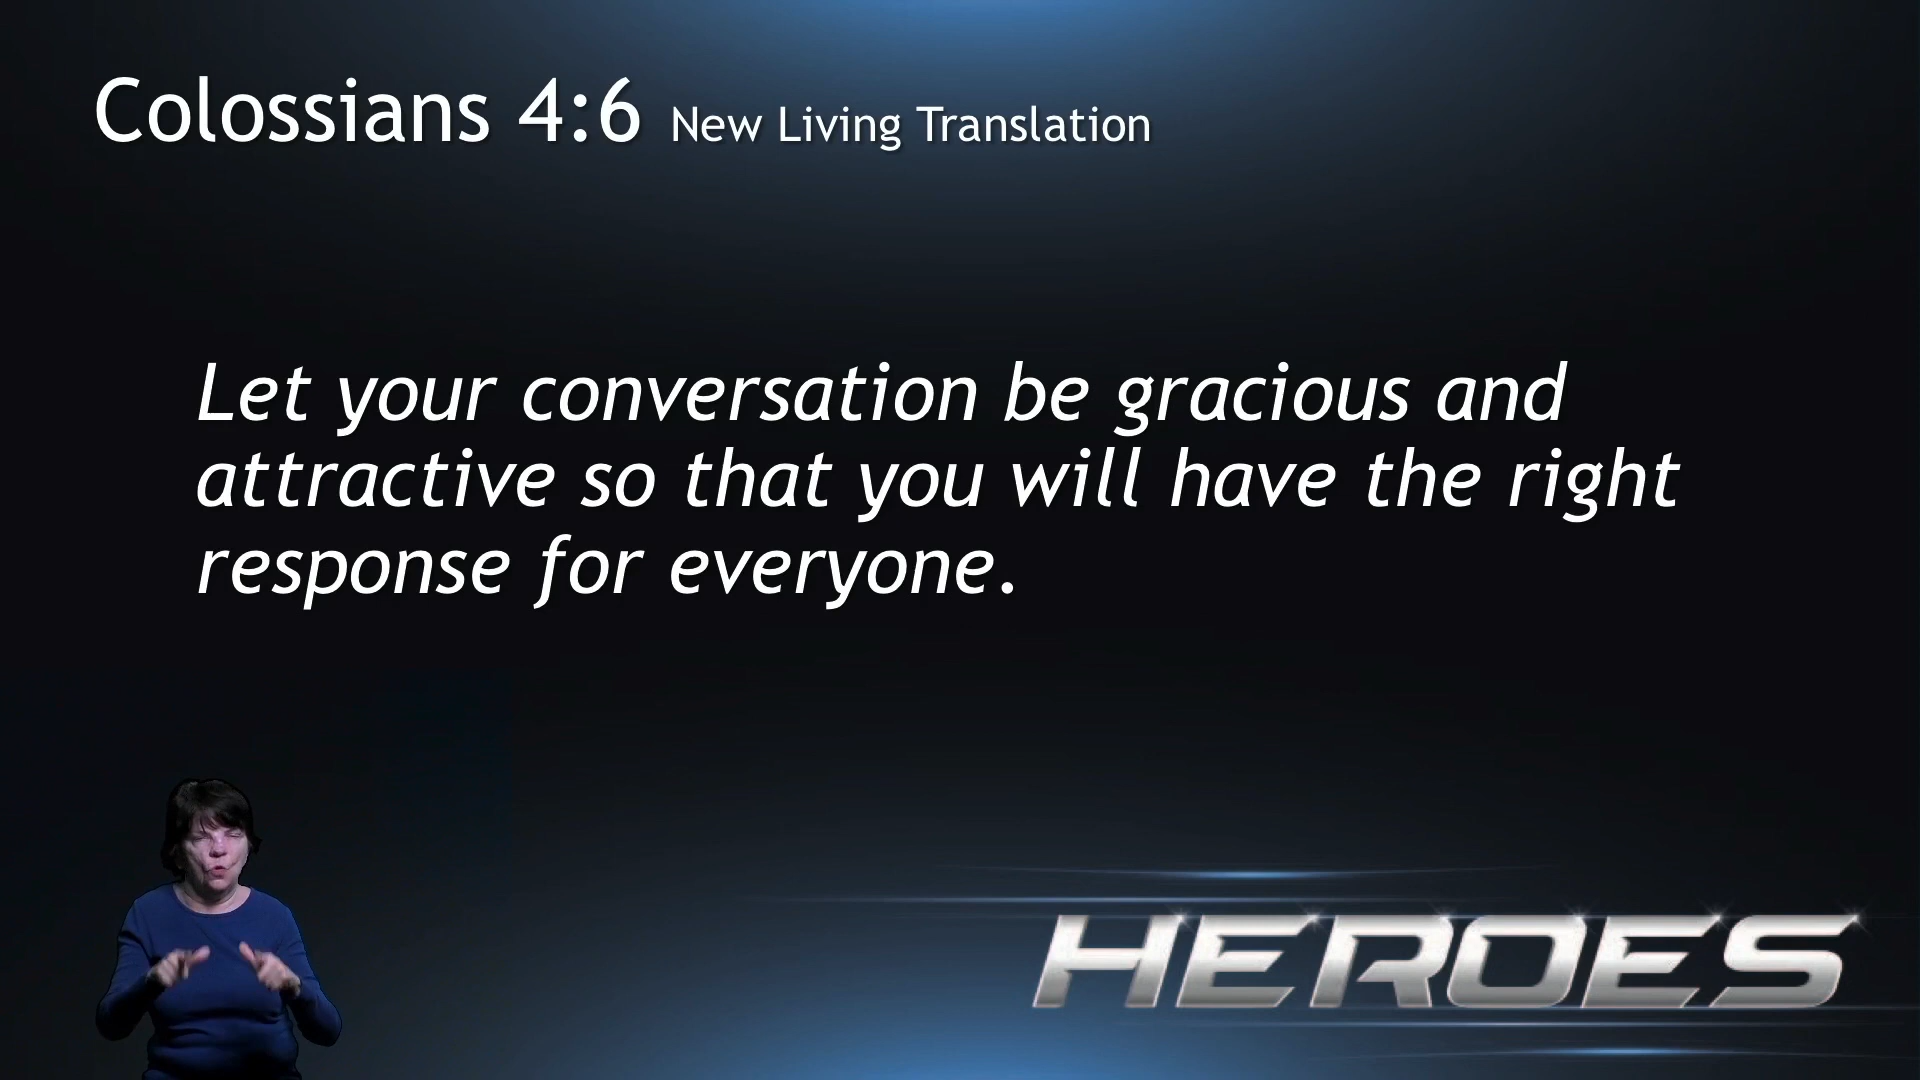 Colossians 4:6 New Living Translation
Let your conversation be gracious and
attractive so that you will have the right
response for everyone.
HEROES